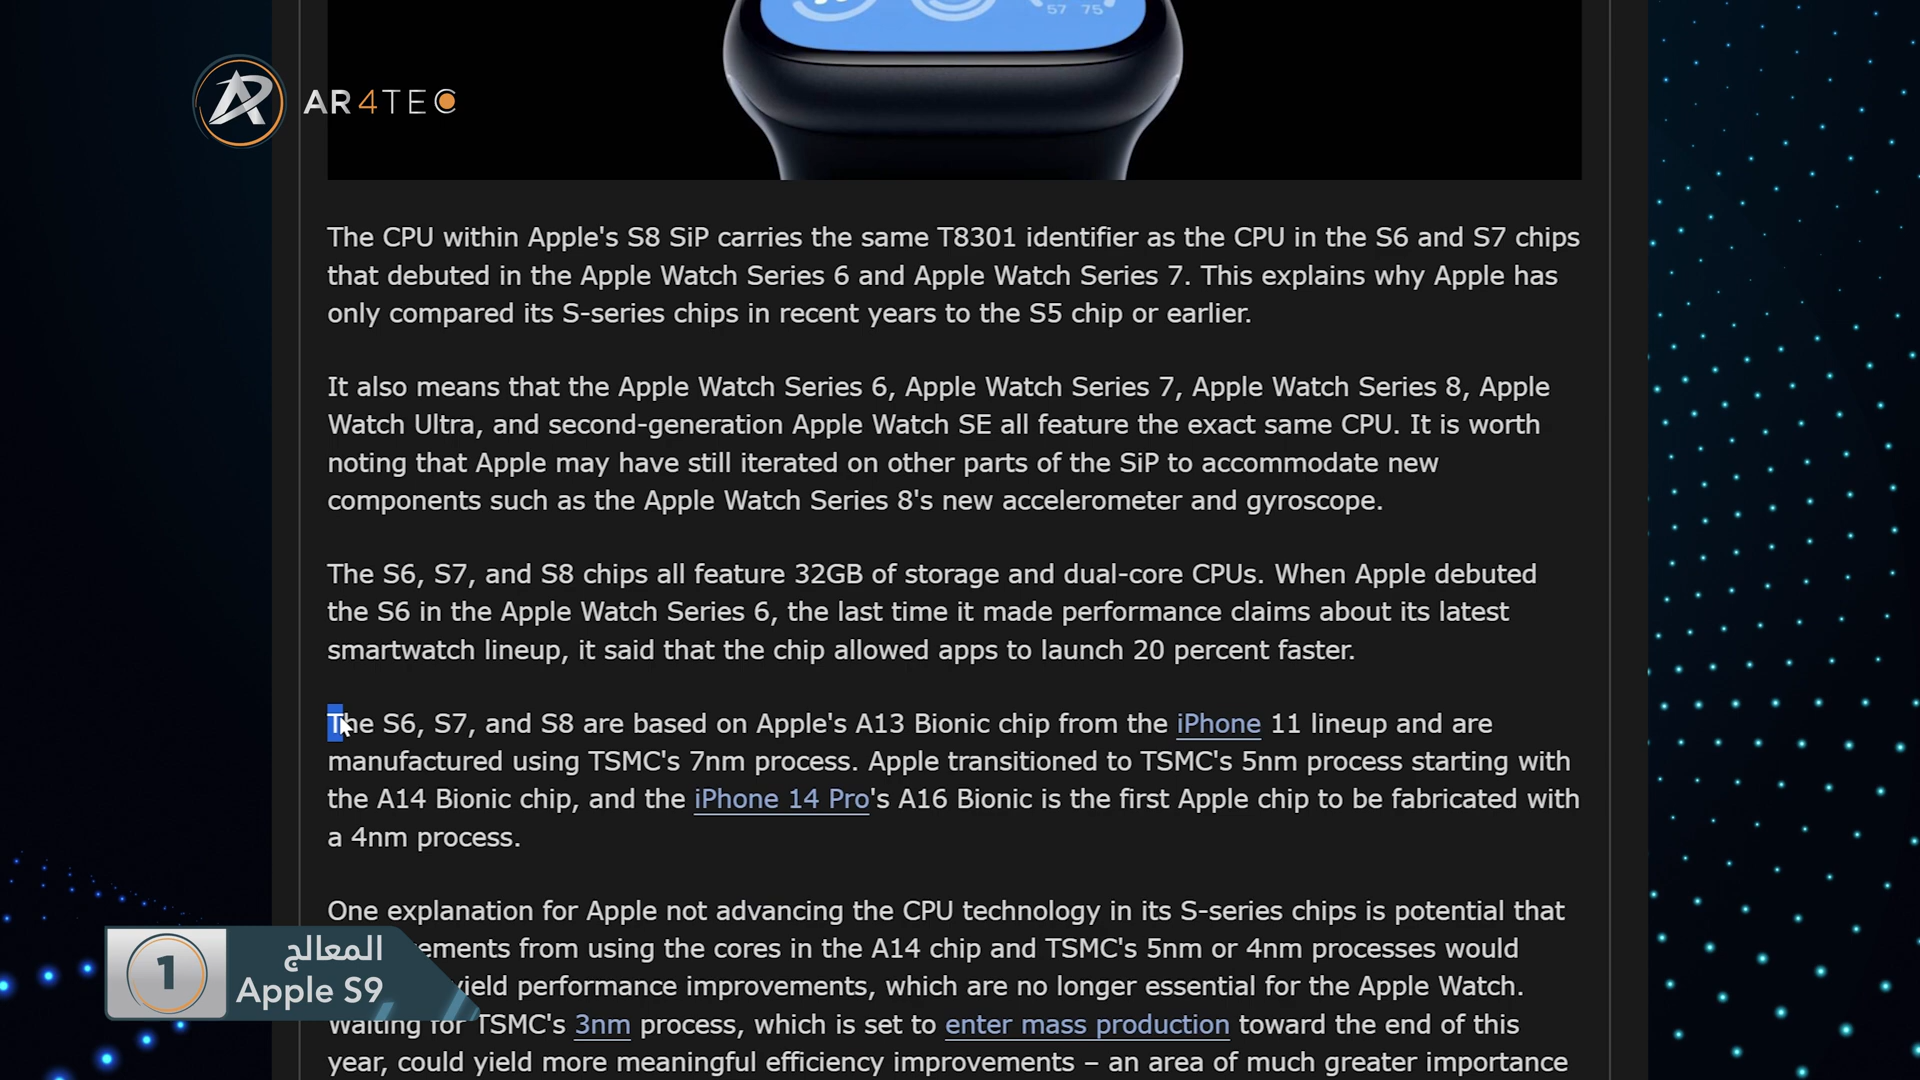 57 75
AR4TEC
The CPU within Apple's S8 SiP carries the same T8301 identifier as the CPU in the S6 and S7 chips
that debuted in the Apple Watch Series 6 and Apple Watch Series 7. This explains why Apple has
only compared its S-series chips in recent years to the S5 chip or earlier.
It also means that the Apple Watch Series 6, Apple Watch Series 7, Apple Watch Series 8, Apple
Watch Ultra, and second-generation Apple Watch SE all feature the exact same CPU. It is worth
noting that Apple may have still iterated on other parts of the SiP to accommodate new
components such as the Apple Watch Series 8's new accelerometer and gyroscope.
The S6, S7, and S8 chips all feature 32GB of storage and dual-core CPUs. When Apple debuted
the S6 in the Apple Watch Series 6, the last time it made performance claims about its latest
smartwatch lineup, it said that the chip allowed apps to launch 20 percent faster.
The S6, S7, and S8 are based on Apple's A13 Bionic chip from the iPhone 11 lineup and are
manufactured using TSMC's 7nm process. Apple transitioned to TSMC's 5nm process starting with
the A14 Bionic chip, and the iPhone 14 Pro's A16 Bionic is the first Apple chip to be fabricated with
a 4nm process.
One explanation for Apple not advancing the CPU technology in its S-series chips is potential that
ements from using the cores in the A14 chip and TSMC's 5nm or 4nm processes would
yield performance improvements, which are no longer essential for the Apple Watch.
Waiting for TSMC's 3nm process, which is set to enter mass production toward the end of this
year, could yield more meaningful efficiency improvements – an area of much greater importance
1
المعالج
Apple S9